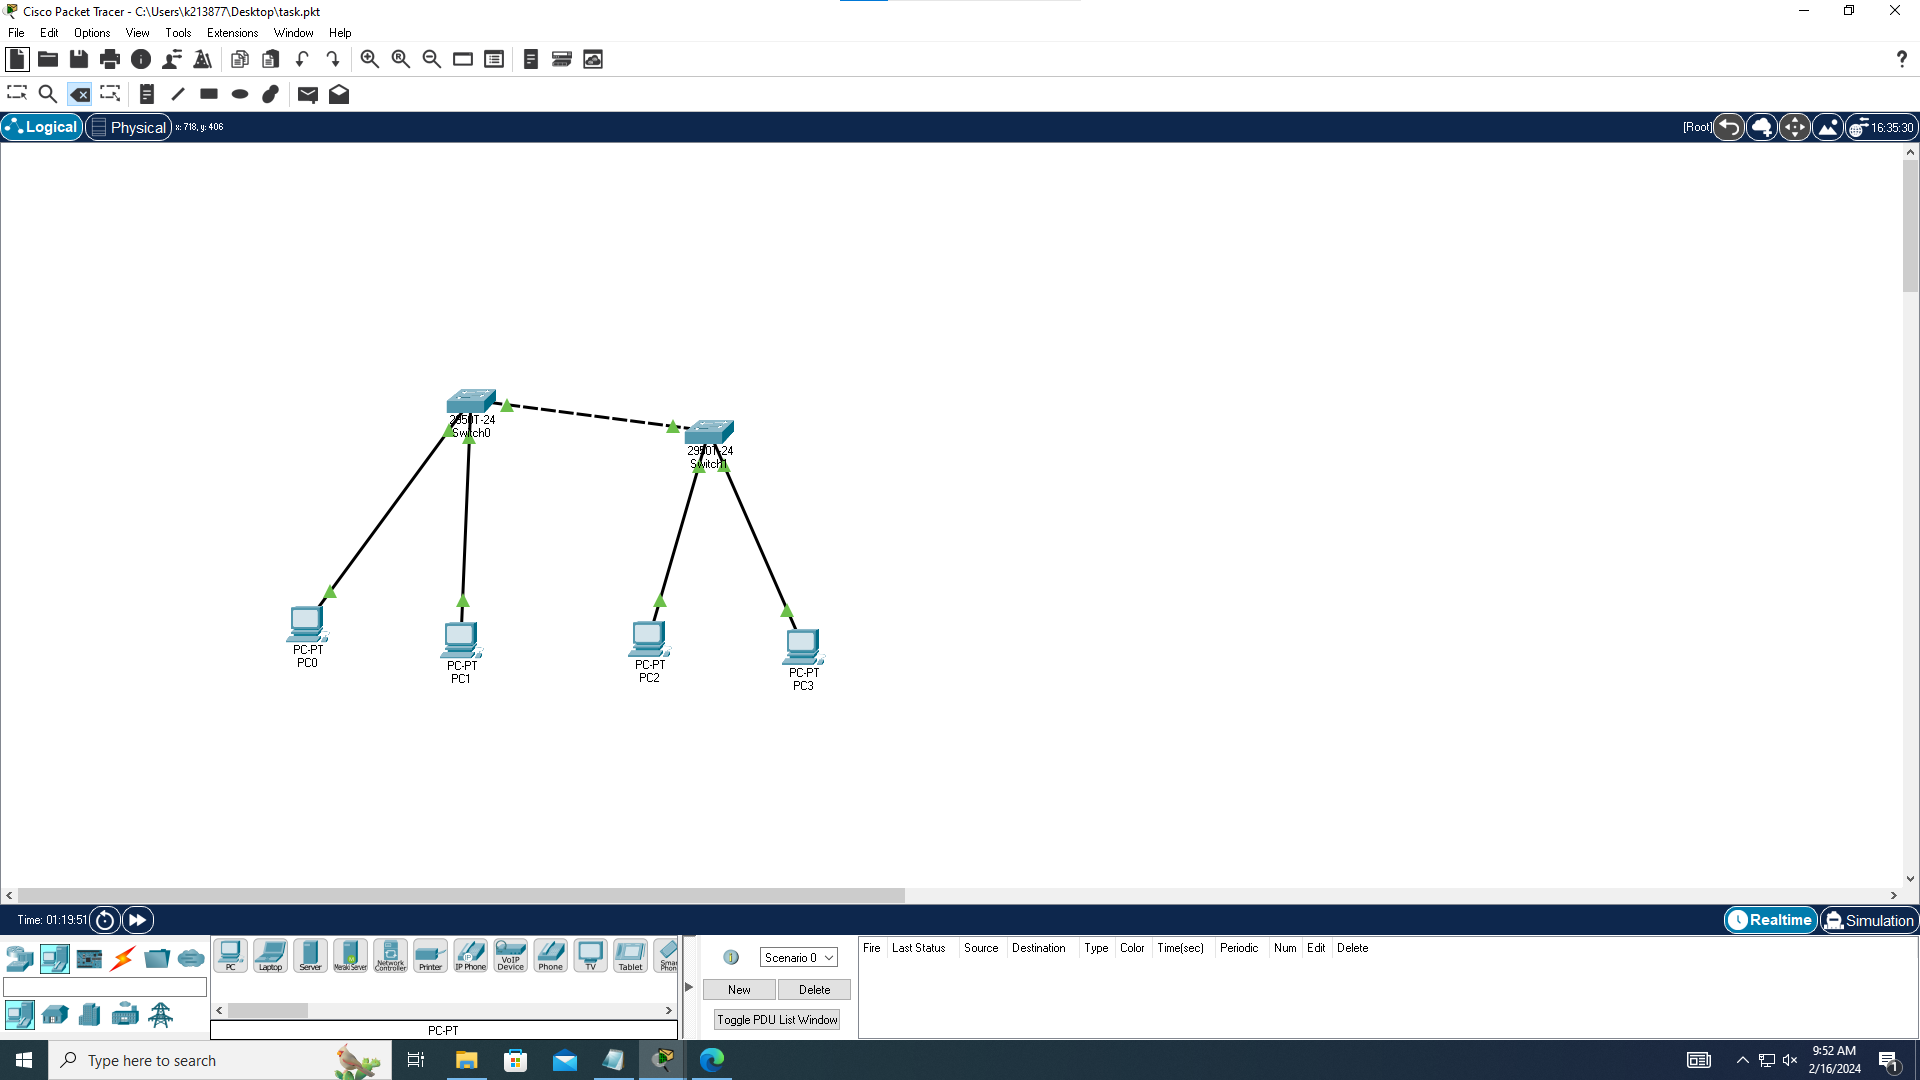 Cisco Packet Tracer - C:\Users\k213877\Desktop\task.pkt
File Edit Options View Tools Extensions Window Help
Logical Physical x: 718, y: 406 [Root] 16:35:30
2950T-24
Switch0
2950T-24
Switch1
PC-PT
PC0
PC-PT
PC1
PC-PT
PC2
PC-PT
PC3
Time: 01:19:51 Realtime Simulation
PC Laptop Server Meraki Server Network Controller Printer IP Phone VoIP Device Phone TV Tablet
PC-PT
Scenario 0
New Delete
Toggle PDU List Window
Fire Last Status Source Destination Type Color Time(sec) Periodic Num Edit Delete
Type here to search
9:52 AM
2/16/2024
1